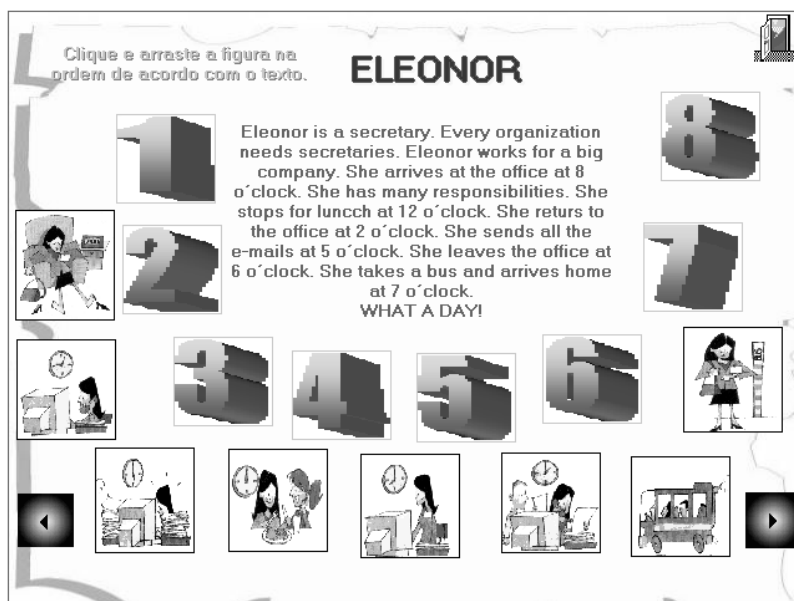 Clique e arraste a figura na
ordem de acordo com o texto.
ELEONOR
1
8
Eleonor is a secretary. Every organization
needs secretaries. Eleonor works for a big
company. She arrives at the office at 8
o´clock. She has many responsibilities. She
stops for luncch at 12 o´clock. She returs to
the office at 2 o´clock. She sends all the
e-mails at 5 o´clock. She leaves the office at
6 o´clock. She takes a bus and arrives home
at 7 o´clock.
WHAT A DAY!
2
7
3
4
5
6
BUS